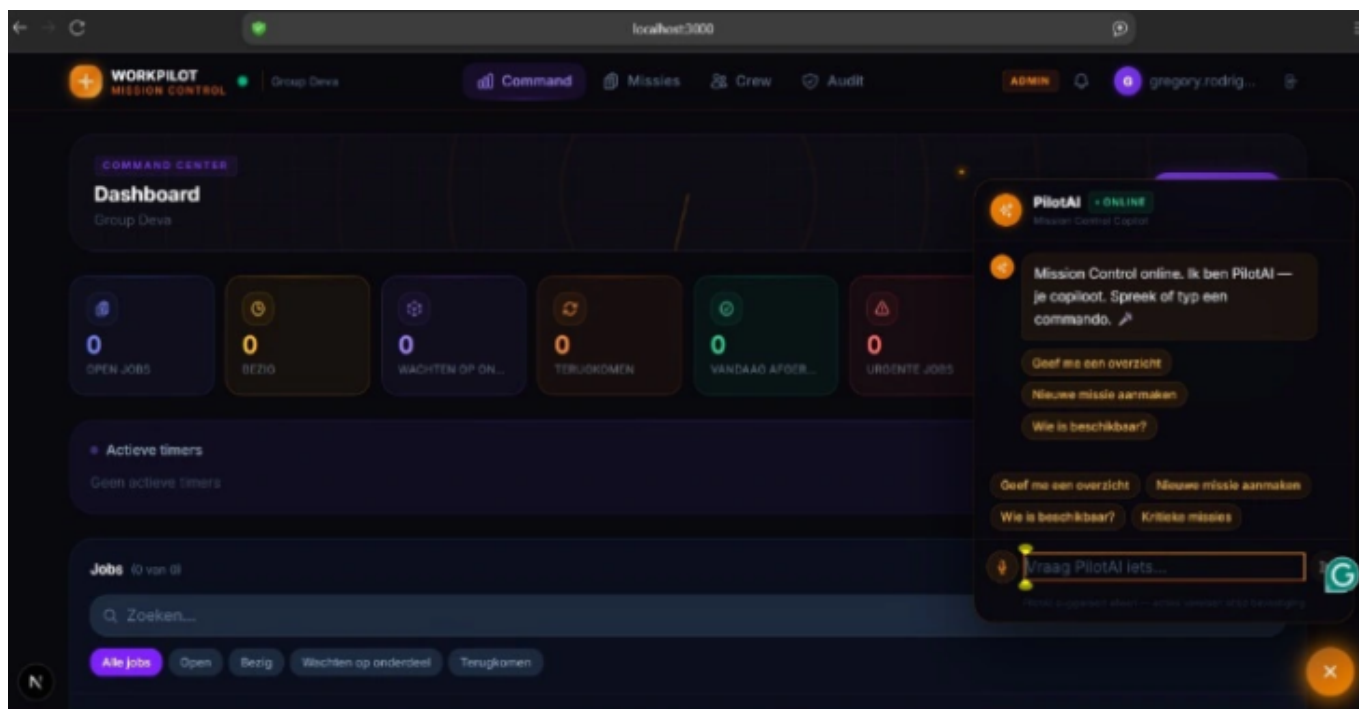 localhost:3000
WORKPILOT
MISSION CONTROL
Group Deva
Command
Missies
Crew
Audit
ADMIN
G
gregory.rodrig...
COMMAND CENTER
Dashboard
Group Deva
0
OPEN JOBS
0
BEZIG
0
WACHTEN OP ON...
0
TERUGKOMEN
0
VANDAAG AFGER...
0
URGENTE JOBS
Actieve timers
Geen actieve timers
Jobs (0 van 0)
Zoeken...
Alle jobs
Open
Bezig
Wachten op onderdeel
Terugkomen
N
PilotAI
ONLINE
Mission Control Copilot
Mission Control online. Ik ben PilotAI —
je copiloot. Spreek of typ een
commando.
Geef me een overzicht
Nieuwe missie aanmaken
Wie is beschikbaar?
Geef me een overzicht
Nieuwe missie aanmaken
Wie is beschikbaar?
Kritieke missies
Vraag PilotAI iets...
G